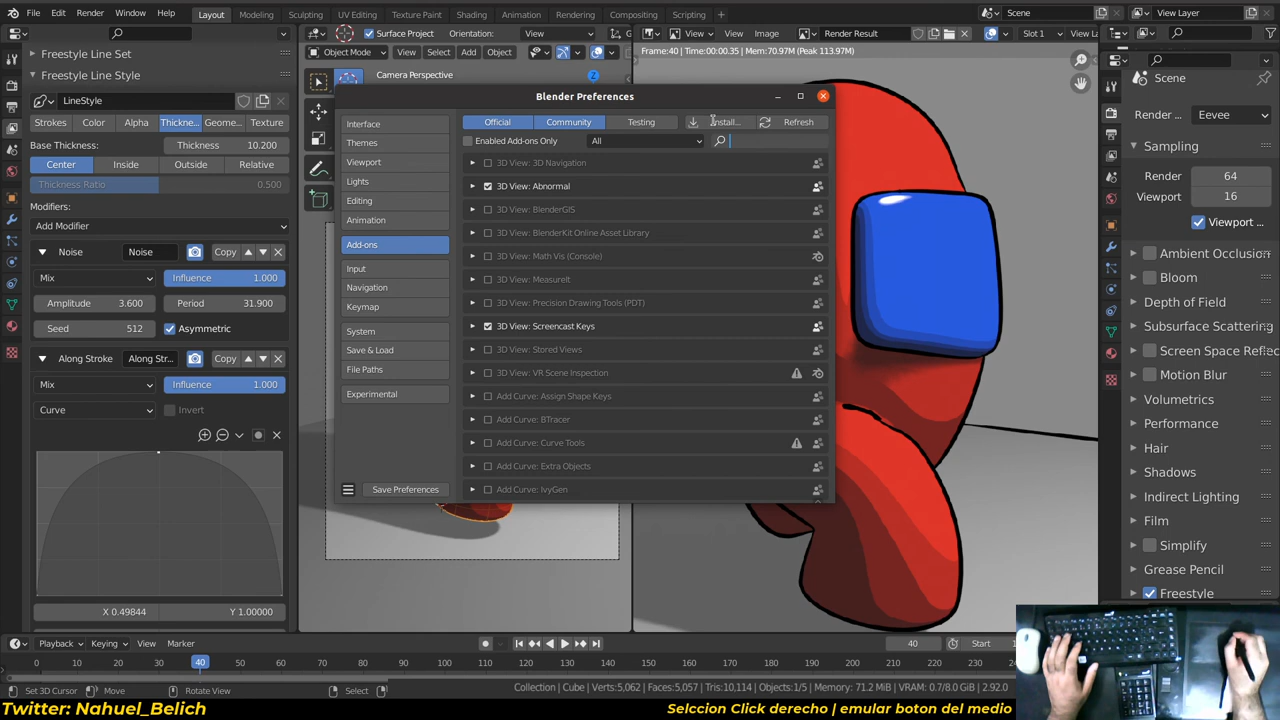 File Edit Render Window Help Layout Modeling Sculpting UV Editing Texture Paint Shading Animation Rendering Compositing Scripting Scene View Layer
Freestyle Line Set
Freestyle Line Style
LineStyle
Strokes Color Alpha Thickne... Geome... Texture
Base Thickness: Thickness 10.200
Center Inside Outside Relative
Thickness Ratio 0.500
Modifiers:
Add Modifier
Noise Noise Copy
Mix Influence 1.000
Amplitude 3.600 Period 31.900
Seed 512 Asymmetric
Along Stroke Along Str... Copy
Mix Influence 1.000
Curve Invert
X 0.49844 Y 1.00000
Surface Project Orientation: View
Object Mode View Select Add Object
Camera Perspective
View View Image Render Result Slot 1
Frame:40 | Time:00:00.35 | Mem:70.97M (Peak 113.97M)
Blender Preferences
Interface
Themes
Viewport
Lights
Editing
Animation
Add-ons
Input
Navigation
Keymap
System
Save & Load
File Paths
Experimental
Save Preferences
Official Community Testing Install... Refresh
Enabled Add-ons Only All
3D View: 3D Navigation
3D View: Abnormal
3D View: BlenderGIS
3D View: BlenderKit Online Asset Library
3D View: Math Vis (Console)
3D View: MeasureIt
3D View: Precision Drawing Tools (PDT)
3D View: Screencast Keys
3D View: Stored Views
3D View: VR Scene Inspection
Add Curve: Assign Shape Keys
Add Curve: BTracer
Add Curve: Curve Tools
Add Curve: Extra Objects
Add Curve: IvyGen
Scene
Render ... Eevee
Sampling
Render 64
Viewport 16
Viewport
Ambient Occlusion
Bloom
Depth of Field
Subsurface Scattering
Screen Space Refle
Motion Blur
Volumetrics
Performance
Hair
Shadows
Indirect Lighting
Film
Simplify
Grease Pencil
Freestyle
Playback Keying View Marker 40 Start
0 10 20 30 40 50 60 70 80 90 100 110 120 130 140 150 160 170 180 190 200 210 220 230 240
Set 3D Cursor Move Rotate View Select
Collection | Cube | Verts:5,062 | Faces:5,057 | Tris:10,114 | Objects:1/5 | Memory: 71.2 MiB | VRAM: 0.7/8.0 GiB | 2.92.0
Twitter: Nahuel_Belich Selccion Click derecho | emular boton del medio